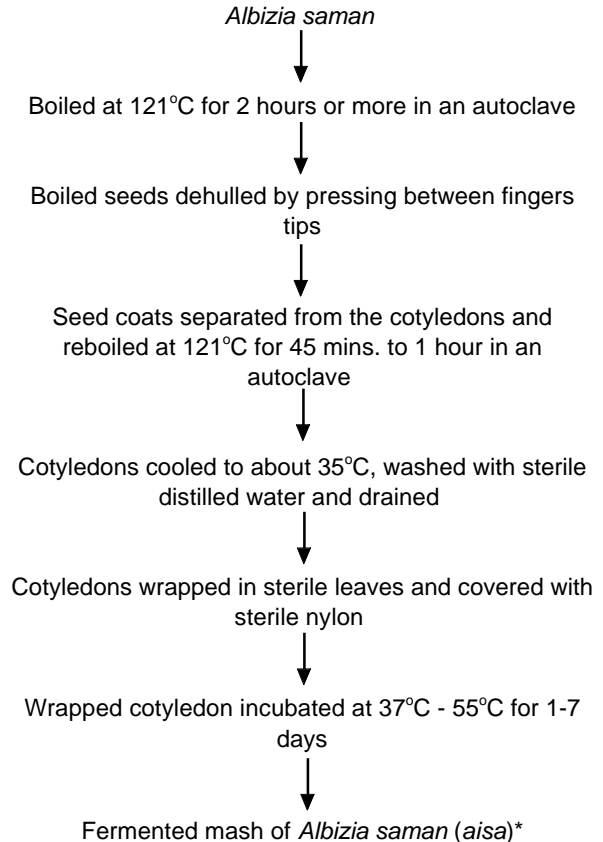 Albizia saman
Boiled at 121°C for 2 hours or more in an autoclave
Boiled seeds dehulled by pressing between fingers
tips
Seed coats separated from the cotyledons and
reboiled at 121°C for 45 mins. to 1 hour in an
autoclave
Cotyledons cooled to about 35°C, washed with sterile
distilled water and drained
Cotyledons wrapped in sterile leaves and covered with
sterile nylon
Wrapped cotyledon incubated at 37°C - 55°C for 1-7
days
Fermented mash of Albizia saman (aisa)*